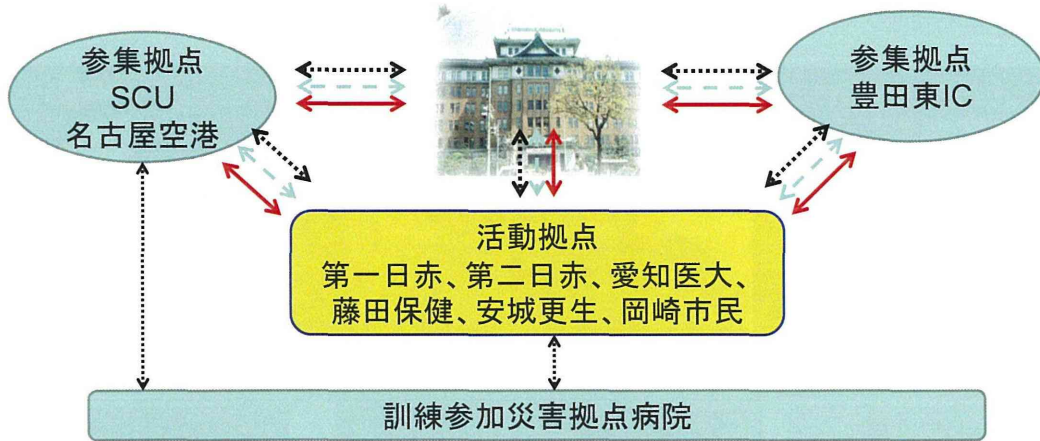 参集拠点
SCU
名古屋空港
参集拠点
豊田東IC
活動拠点
第一日赤、第二日赤、愛知医大、
藤田保健、安城更生、岡崎市民
訓練参加災害拠点病院